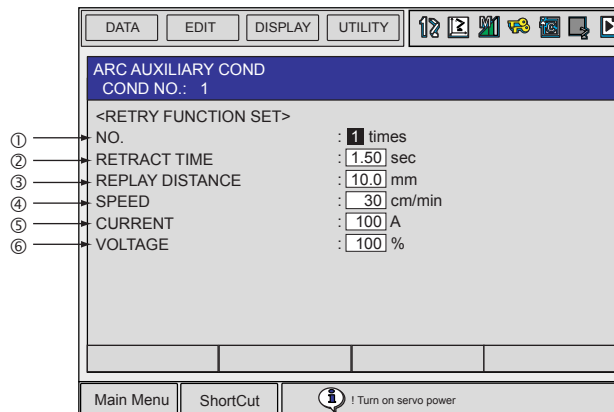 DATA EDIT DISPLAY UTILITY
ARC AUXILIARY COND
COND NO.: 1
<RETRY FUNCTION SET>
① NO. : 1 times
② RETRACT TIME : 1.50 sec
③ REPLAY DISTANCE : 10.0 mm
④ SPEED : 30 cm/min
⑤ CURRENT : 100 A
⑥ VOLTAGE : 100 %
Main Menu ShortCut ! Turn on servo power